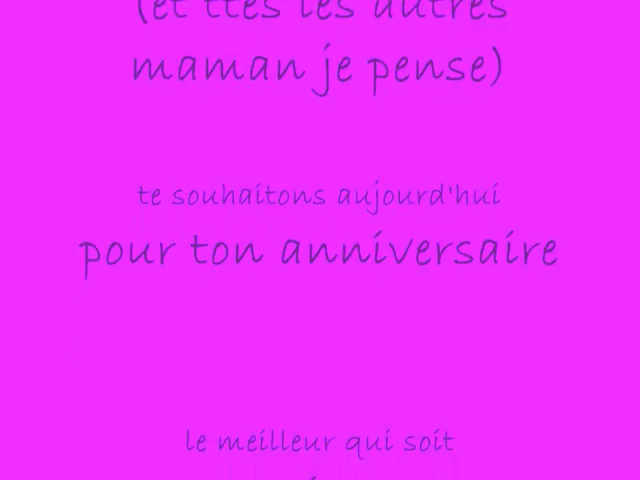 (et ttes les autres
maman je pense)
te souhaitons aujourd'hui
pour ton anniversaire
le meilleur qui soit